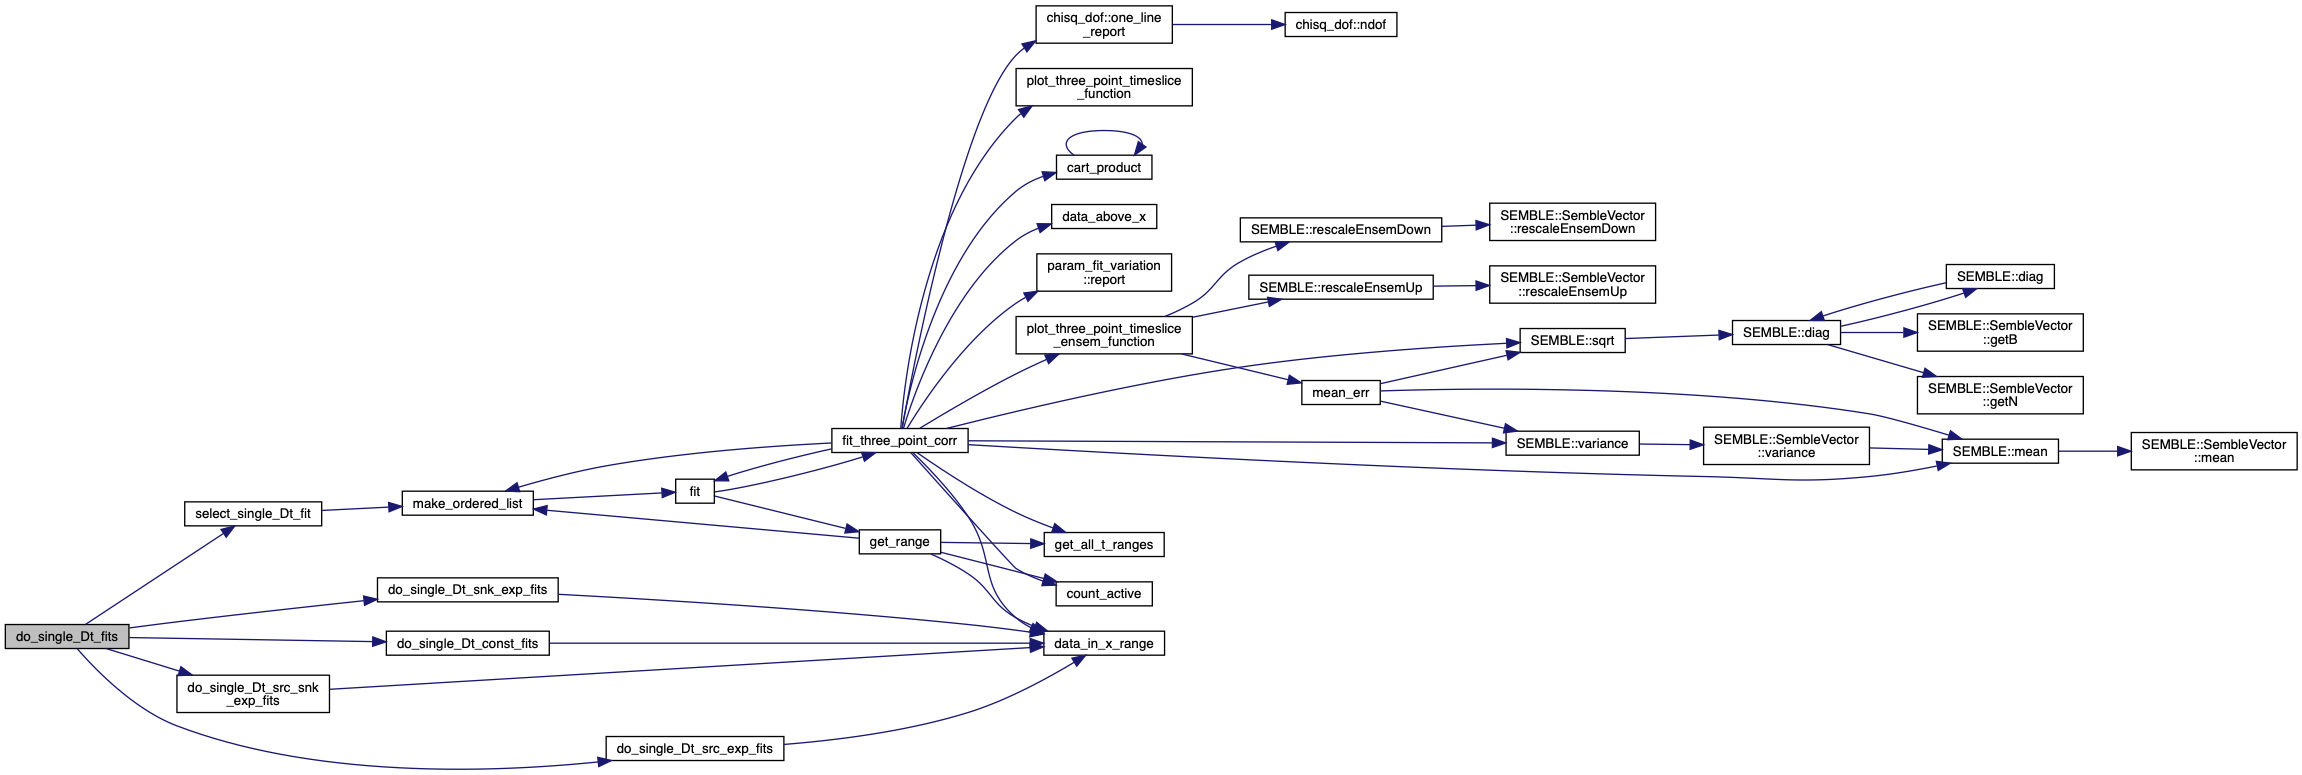 chisq_dof::one_line
_report
chisq_dof::ndof
plot_three_point_timeslice
_function
cart_product
data_above_x
param_fit_variation
::report
plot_three_point_timeslice
_ensem_function
SEMBLE::rescaleEnsemDown
SEMBLE::SembleVector
::rescaleEnsemDown
SEMBLE::rescaleEnsemUp
SEMBLE::SembleVector
::rescaleEnsemUp
SEMBLE::diag
SEMBLE::sqrt
SEMBLE::diag
SEMBLE::SembleVector
::getB
mean_err
SEMBLE::SembleVector
::getN
fit_three_point_corr
SEMBLE::variance
SEMBLE::SembleVector
::variance
SEMBLE::mean
SEMBLE::SembleVector
::mean
select_single_Dt_fit
make_ordered_list
fit
get_range
get_all_t_ranges
count_active
do_single_Dt_fits
do_single_Dt_snk_exp_fits
do_single_Dt_const_fits
data_in_x_range
do_single_Dt_src_snk
_exp_fits
do_single_Dt_src_exp_fits